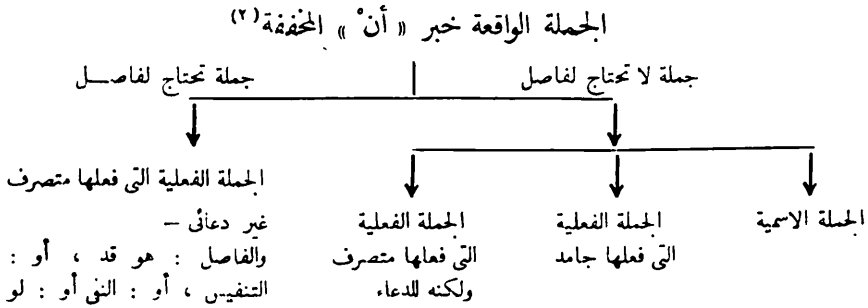 الجملة الواقعة خبر « أنْ » المخففة (٢)
جملة لا تحتاج لفاصل
جملة تحتاج لفاصـــل
الجملة الاسمية
الجملة الفعلية
التى فعلها جامد
الجملة الفعلية
التى فعلها متصرف
ولكنه للدعاء
الجملة الفعلية التى فعلها متصرف
غير دعائى –
والفاصل : هو قد ، أو :
التنفيس ، أو : النفى أو : لو